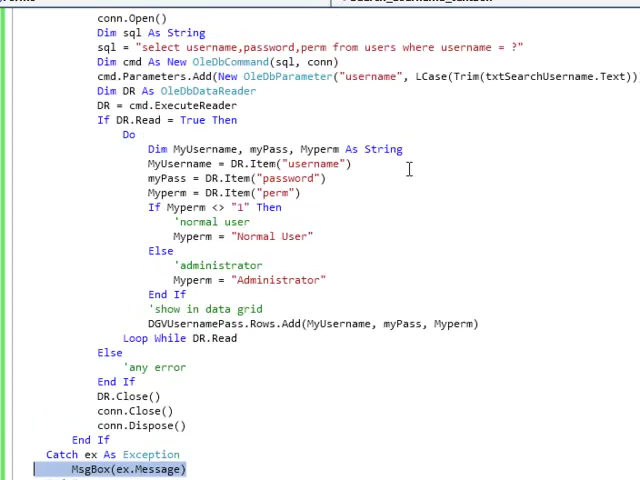 conn.Open()
Dim sql As String
sql = "select username,password,perm from users where username = ?"
Dim cmd As New OleDbCommand(sql, conn)
cmd.Parameters.Add(New OleDbParameter("username", LCase(Trim(txtSearchUsername.Text))
Dim DR As OleDbDataReader
DR = cmd.ExecuteReader
If DR.Read = True Then
Do
Dim MyUsername, myPass, Myperm As String
MyUsername = DR.Item("username")
myPass = DR.Item("password")
Myperm = DR.Item("perm")
If Myperm <> "1" Then
'normal user
Myperm = "Normal User"
Else
'administrator
Myperm = "Administrator"
End If
'show in data grid
DGVUsernamePass.Rows.Add(MyUsername, myPass, Myperm)
Loop While DR.Read
Else
'any error
End If
DR.Close()
conn.Close()
conn.Dispose()
End If
Catch ex As Exception
MsgBox(ex.Message)